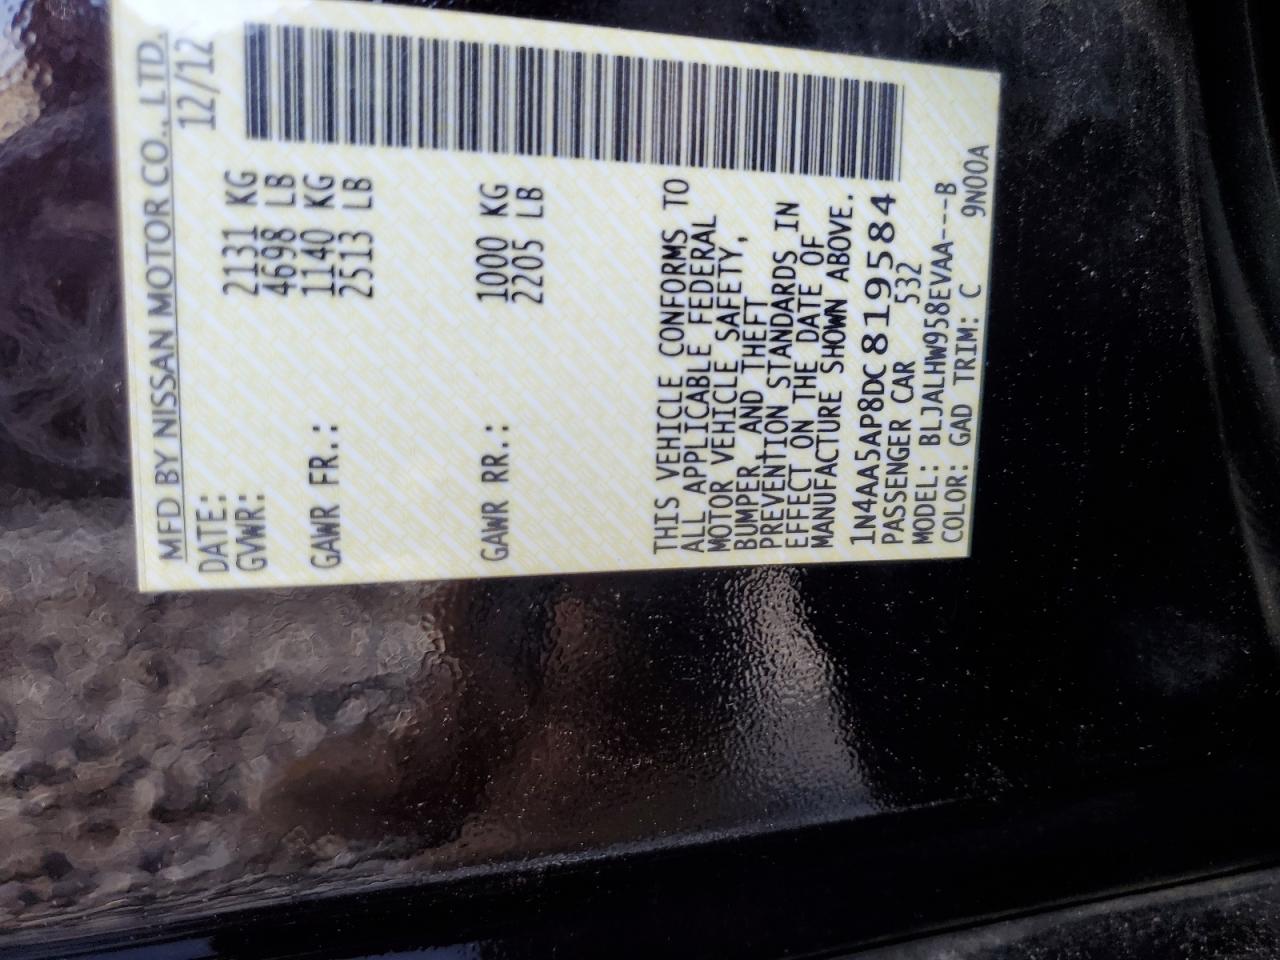 MFD BY NISSAN MOTOR CO., LTD.
DATE: 12/12
GVWR: 2131 KG
4698 LB
GAWR FR.: 1140 KG
2513 LB
GAWR RR.: 1000 KG
2205 LB
THIS VEHICLE CONFORMS TO
ALL APPLICABLE FEDERAL
MOTOR VEHICLE SAFETY,
BUMPER, AND THEFT
PREVENTION STANDARDS IN
EFFECT ON THE DATE OF
MANUFACTURE SHOWN ABOVE.
1N4AA5AP8DC819584
PASSENGER CAR 532
MODEL: BLJALHW958EVAA---B
COLOR: GAD TRIM: C 9N00A